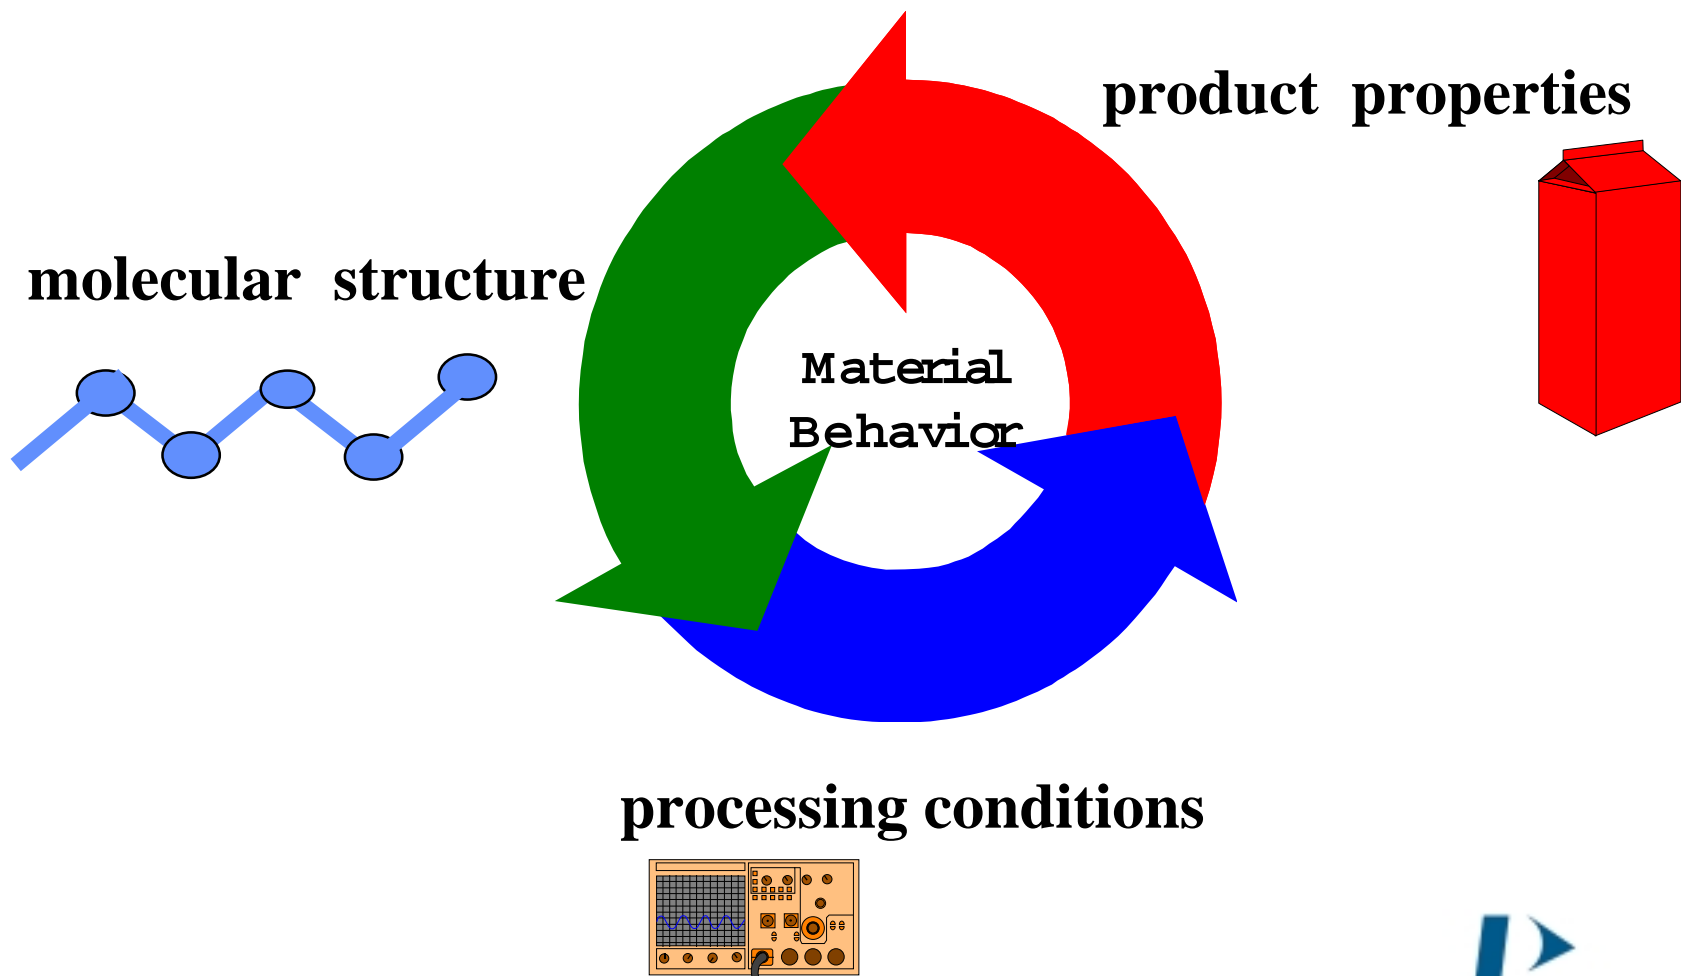 product properties
molecular structure
Material
Behavior
processing conditions